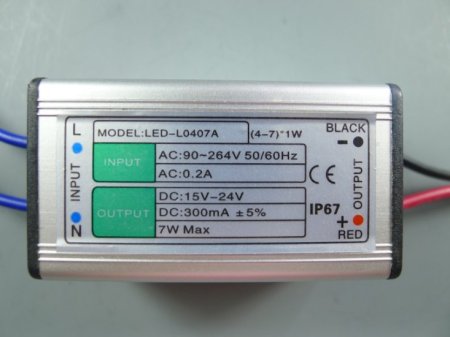 L
MODEL:LED-L0407A
(4-7)*1W
BLACK
-
INPUT
INPUT
AC:90~264V 50/60Hz
AC:0.2A
CE
OUTPUT
OUTPUT
DC:15V-24V
DC:300mA ±5%
7W Max
IP67
+
N
RED